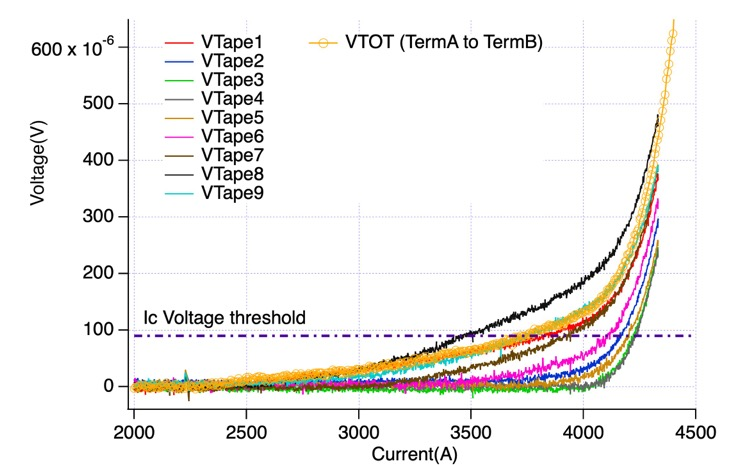 600 x 10-6
500
400
300
200
100
0
Voltage(V)
VTape1
VTape2
VTape3
VTape4
VTape5
VTape6
VTape7
VTape8
VTape9
VTOT (TermA to TermB)
Ic Voltage threshold
2000 2500 3000 3500 4000 4500
Current(A)